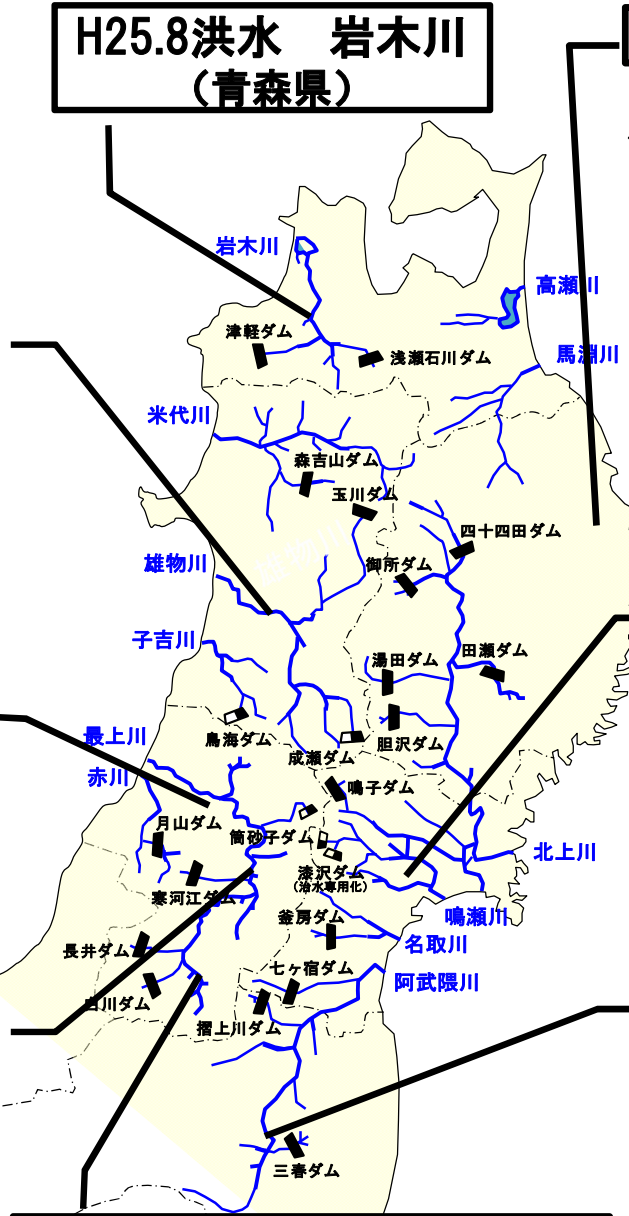 H25.8洪水　岩木川
（青森県）
岩木川
高瀬川
津軽ダム
浅瀬石川ダム
馬淵川
米代川
森吉山ダム
玉川ダム
四十四田ダム
雄物川
雄物川
御所ダム
子吉川
湯田ダム
田瀬ダム
鳥海ダム
成瀬ダム
胆沢ダム
最上川
赤川
鳴子ダム
月山ダム
筒砂子ダム
北上川
漆沢ダム
(治水専用化)
寒河江ダム
鳴瀬川
釜房ダム
名取川
長井ダム
七ヶ宿ダム
阿武隈川
白川ダム
摺上川ダム
三春ダム